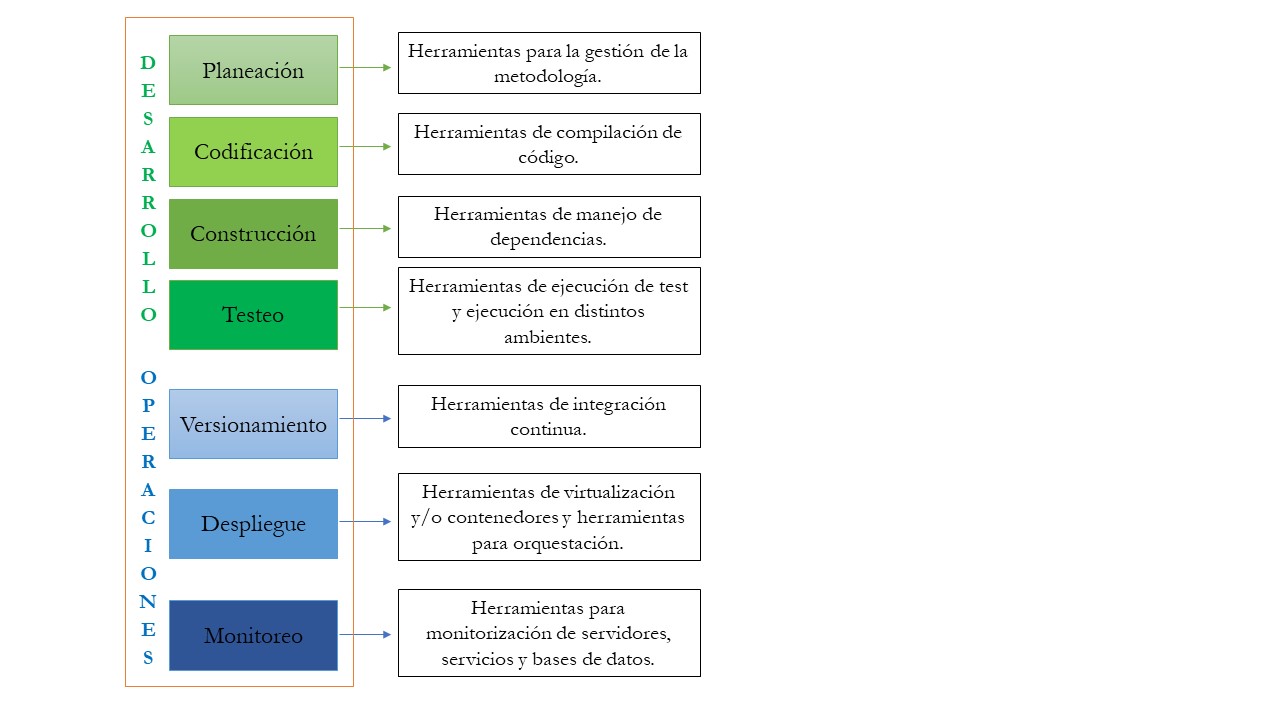 DESARROLLO
Planeación
Herramientas para la gestión de la
metodología.
Codificación
Herramientas de compilación de
código.
Construcción
Herramientas de manejo de
dependencias.
Testeo
Herramientas de ejecución de test
y ejecución en distintos
ambientes.
OPERACIONES
Versionamiento
Herramientas de integración
continua.
Despliegue
Herramientas de virtualización
y/o contenedores y herramientas
para orquestación.
Monitoreo
Herramientas para
monitorización de servidores,
servicios y bases de datos.